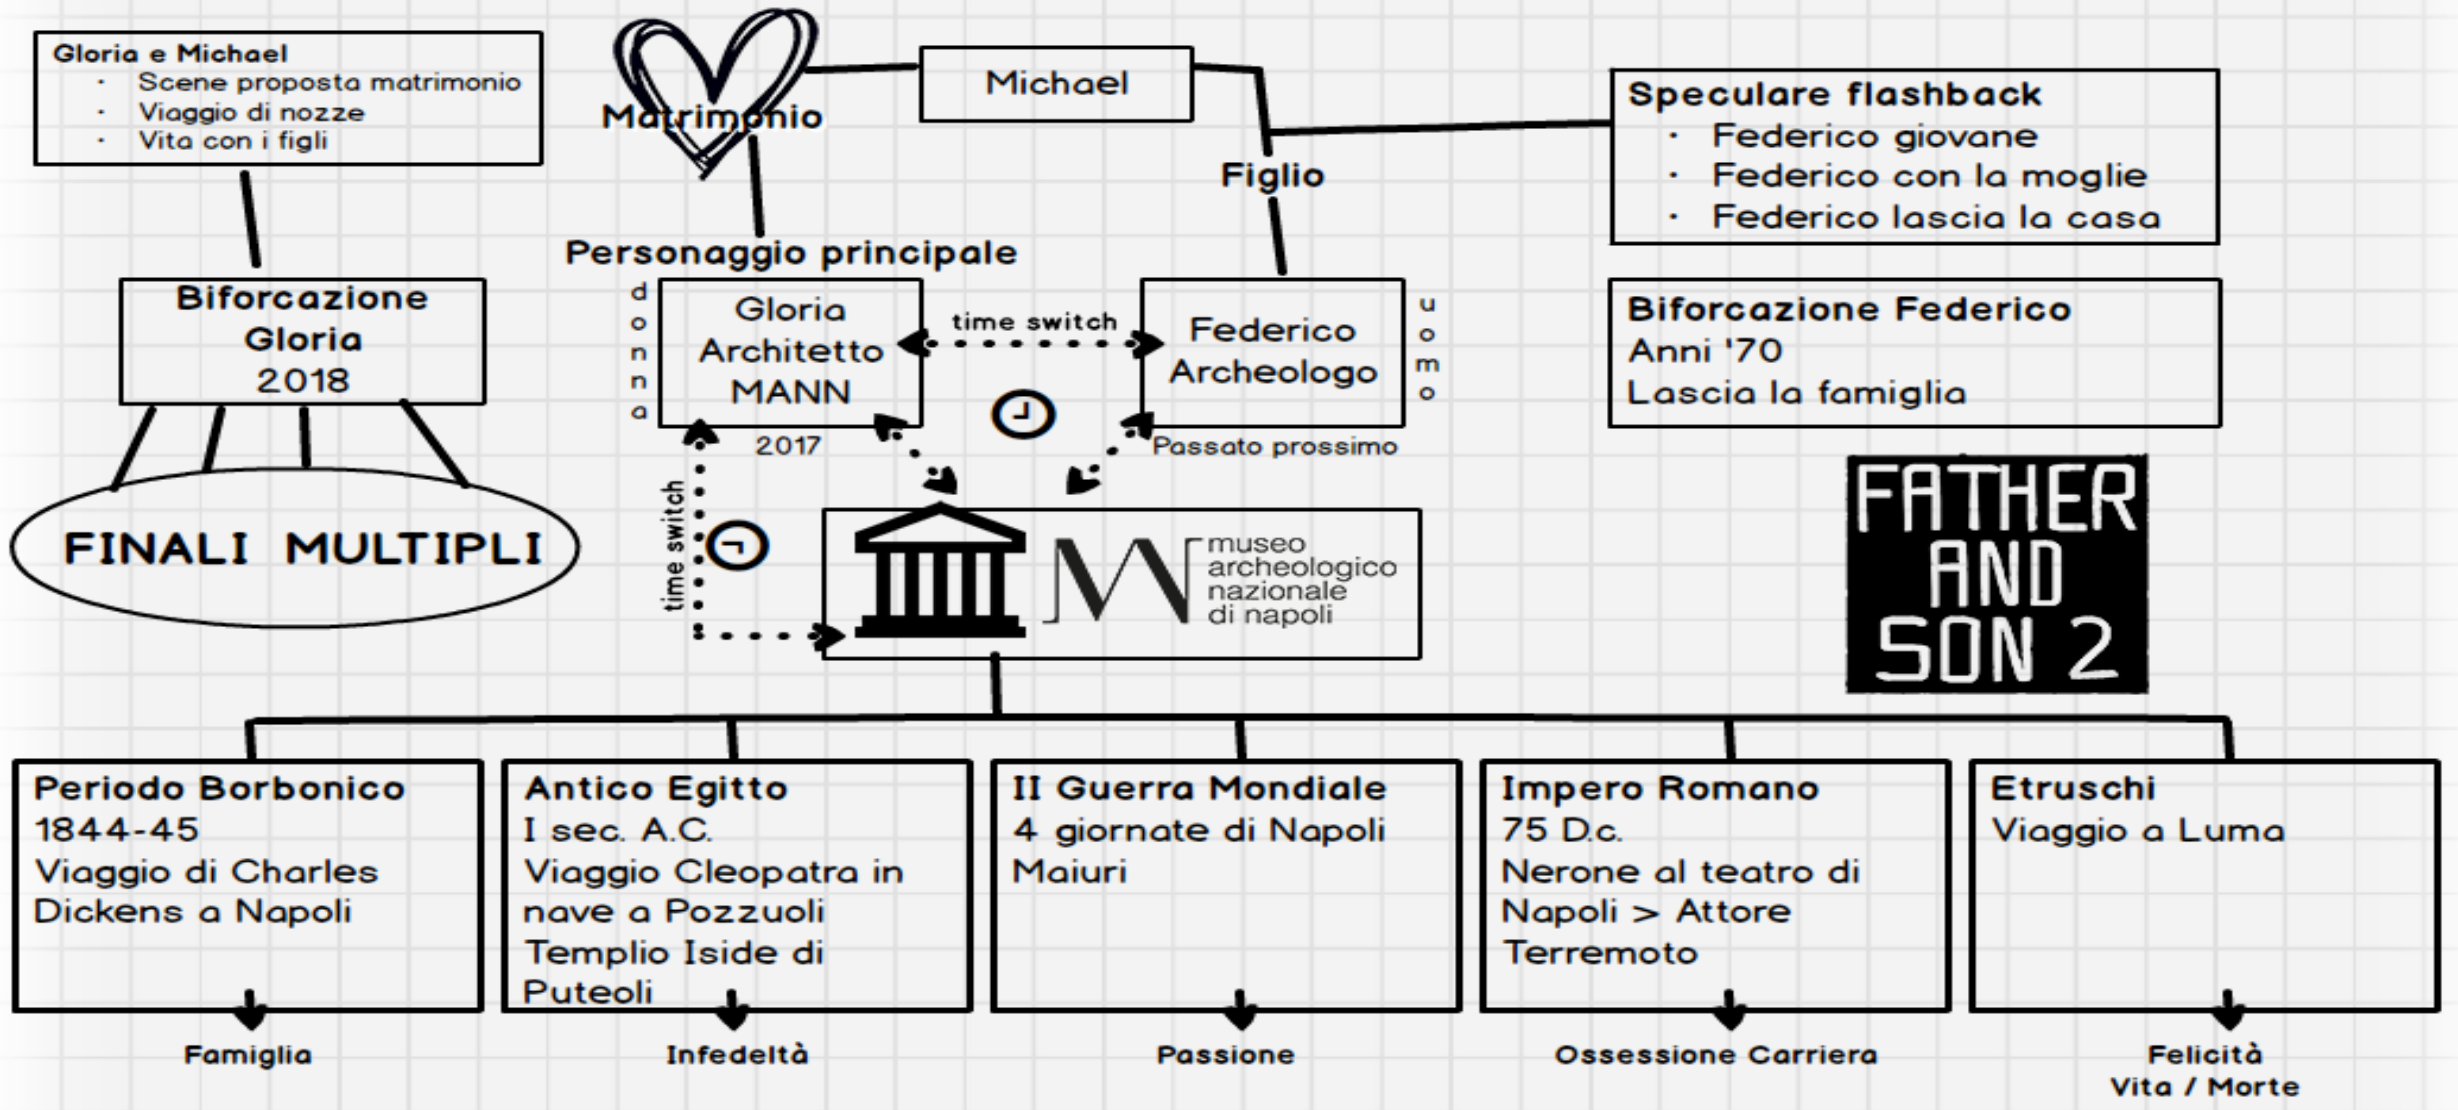 Gloria e Michael
· Scene proposta matrimonio
· Viaggio di nozze
· Vita con i figli
Matrimonio
Michael
Figlio
Speculare flashback
· Federico giovane
· Federico con la moglie
· Federico lascia la casa
Biforcazione
Gloria
2018
FINALI MULTIPLI
Personaggio principale
donna
Gloria
Architetto
MANN
2017
time switch
Federico
Archeologo
uomo
Passato prossimo
time switch
Biforcazione Federico
Anni '70
Lascia la famiglia
museo
archeologico
nazionale
di napoli
FATHER
AND
SON 2
Periodo Borbonico
1844-45
Viaggio di Charles
Dickens a Napoli
Famiglia
Antico Egitto
I sec. A.C.
Viaggio Cleopatra in
nave a Pozzuoli
Templio Iside di
Puteoli
Infedeltà
II Guerra Mondiale
4 giornate di Napoli
Maiuri
Passione
Impero Romano
75 D.c.
Nerone al teatro di
Napoli > Attore
Terremoto
Ossessione Carriera
Etruschi
Viaggio a Luma
Felicità
Vita / Morte